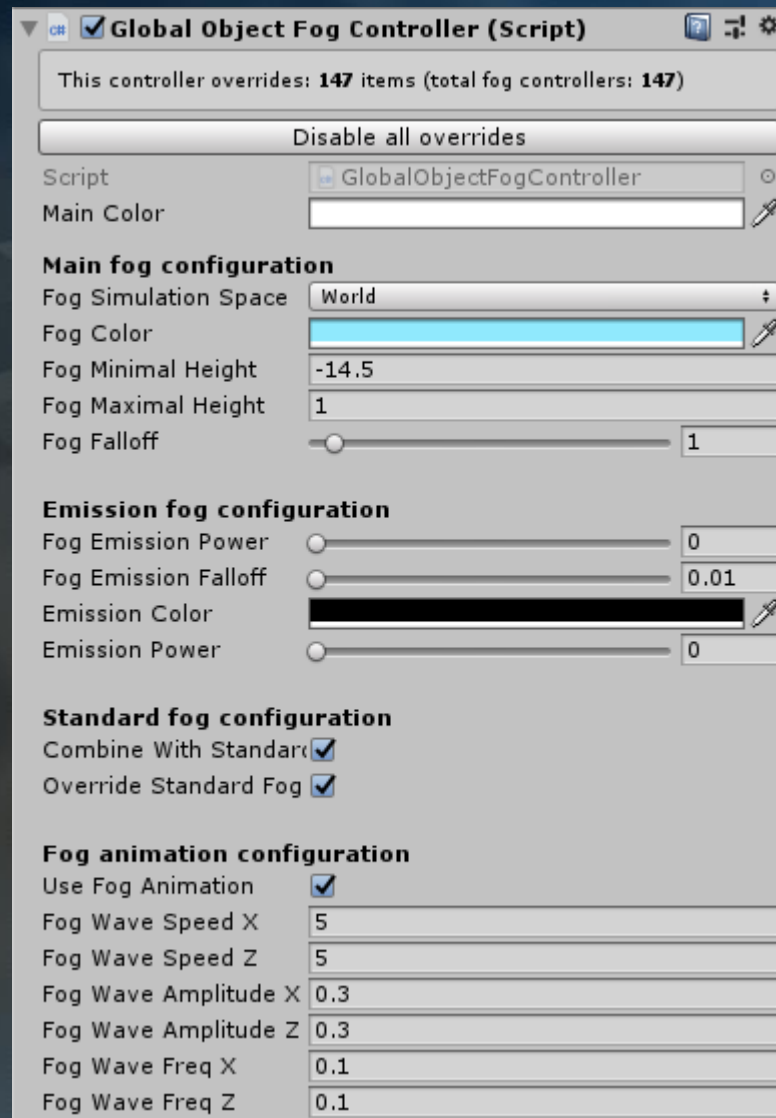 Global Object Fog Controller (Script)
This controller overrides: 147 items (total fog controllers: 147)
Disable all overrides
Script GlobalObjectFogController
Main Color
Main fog configuration
Fog Simulation Space World
Fog Color
Fog Minimal Height -14.5
Fog Maximal Height 1
Fog Falloff 1
Emission fog configuration
Fog Emission Power 0
Fog Emission Falloff 0.01
Emission Color
Emission Power 0
Standard fog configuration
Combine With Standar
Override Standard Fog
Fog animation configuration
Use Fog Animation
Fog Wave Speed X 5
Fog Wave Speed Z 5
Fog Wave Amplitude X 0.3
Fog Wave Amplitude Z 0.3
Fog Wave Freq X 0.1
Fog Wave Freq Z 0.1